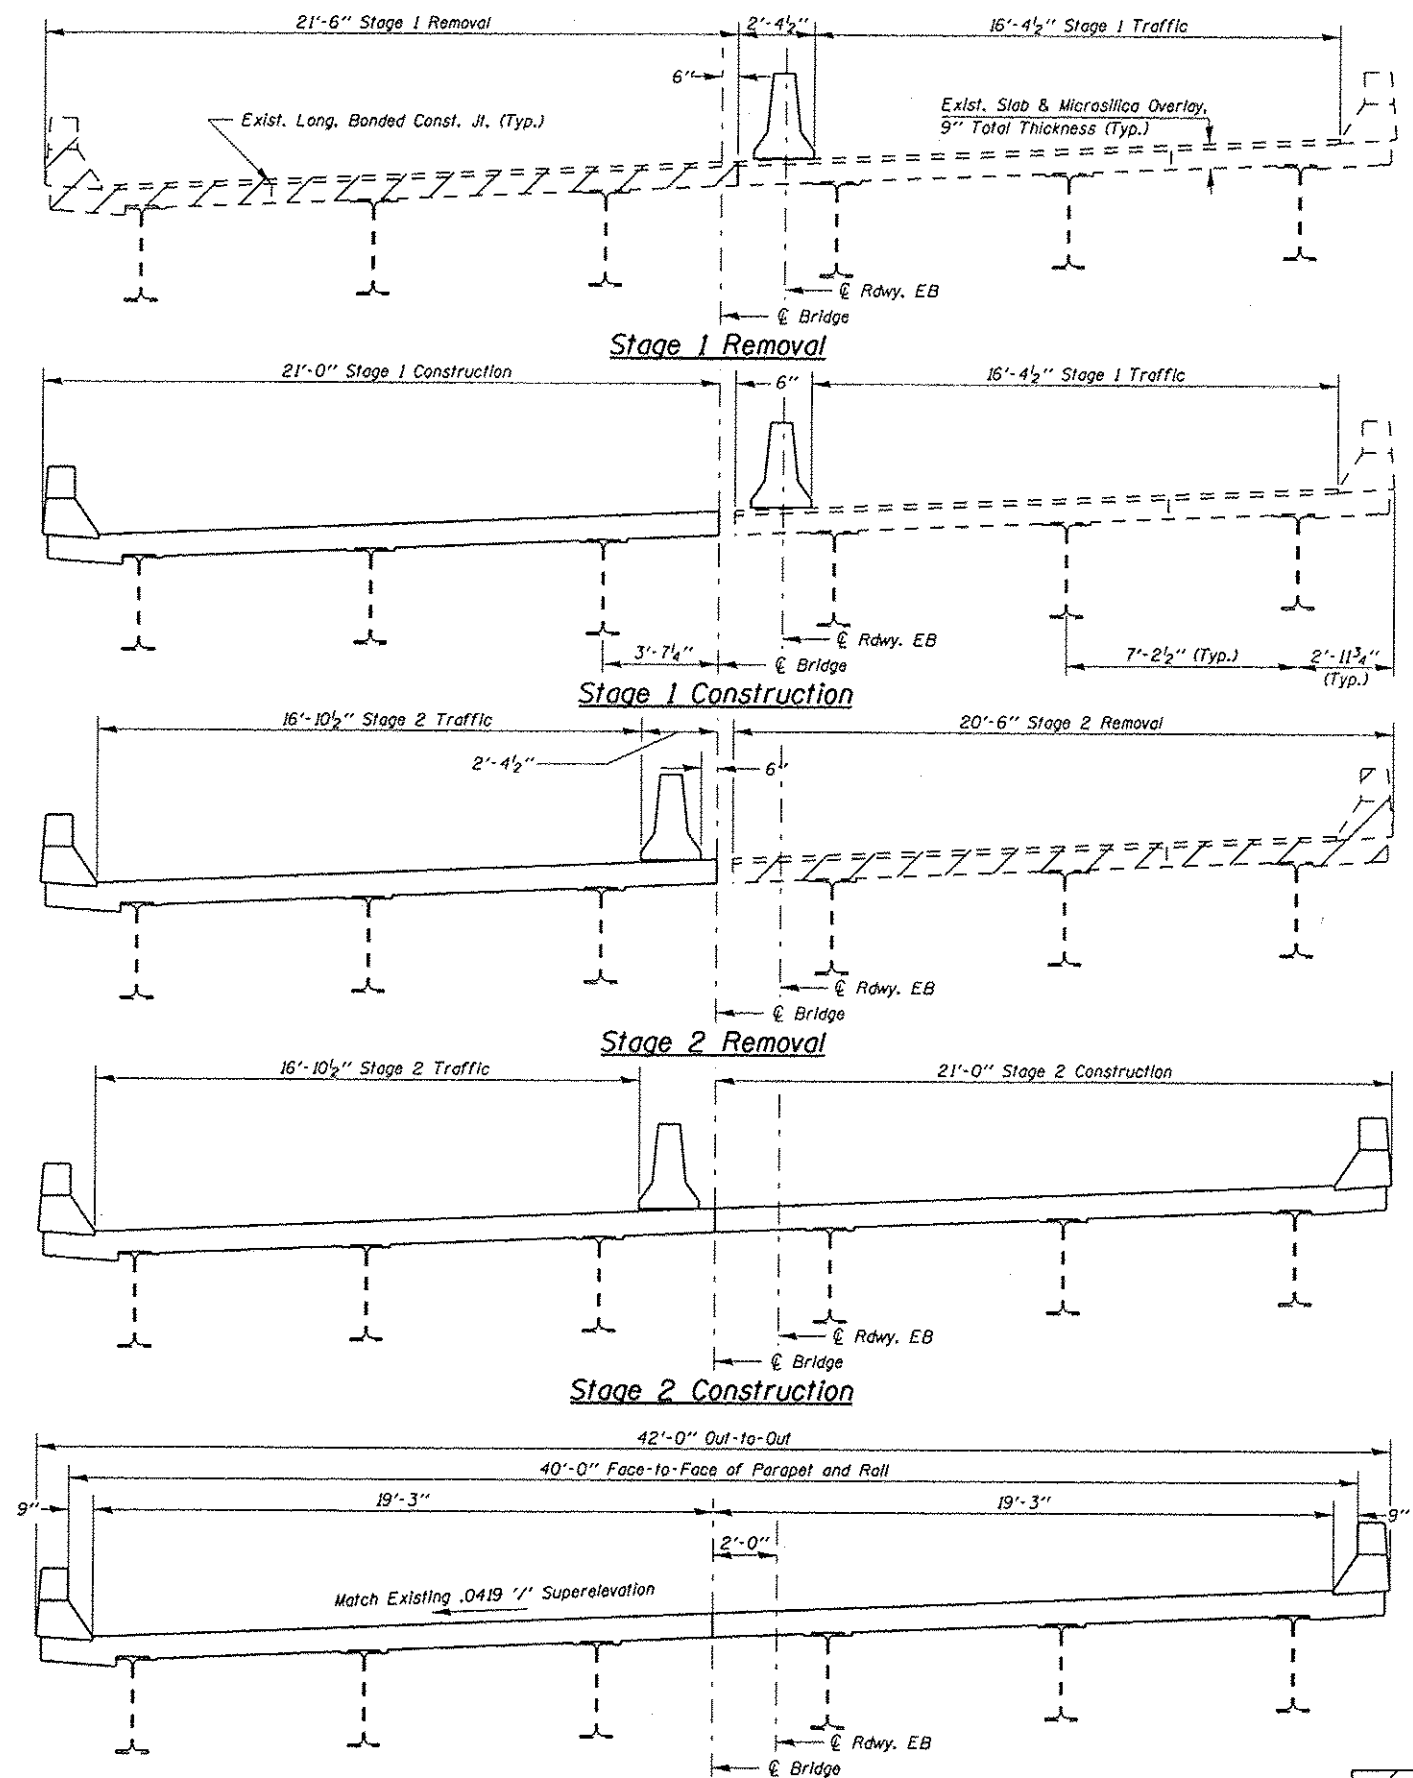 21'-6" Stage 1 Removal
2'-4½"
16'-4½" Stage 1 Traffic
6"
Exist. Long. Bonded Const. Jt. (Typ.)
Exist. Slab & Microsilica Overlay,
9" Total Thickness (Typ.)
℄ Rdwy. EB
℄ Bridge
Stage 1 Removal
21'-0" Stage 1 Construction
6"
16'-4½" Stage 1 Traffic
℄ Rdwy. EB
3'-7¼"
℄ Bridge
7'-2½" (Typ.)
2'-11¾"
(Typ.)
Stage 1 Construction
16'-10½" Stage 2 Traffic
20'-6" Stage 2 Removal
2'-4½"
6"
℄ Rdwy. EB
℄ Bridge
Stage 2 Removal
16'-10½" Stage 2 Traffic
21'-0" Stage 2 Construction
℄ Rdwy. EB
℄ Bridge
Stage 2 Construction
42'-0" Out-to-Out
40'-0" Face-to-Face of Parapet and Rail
9"
19'-3"
19'-3"
9"
2'-0"
Match Existing .0419 '/' Superelevation
℄ Rdwy. EB
℄ Bridge